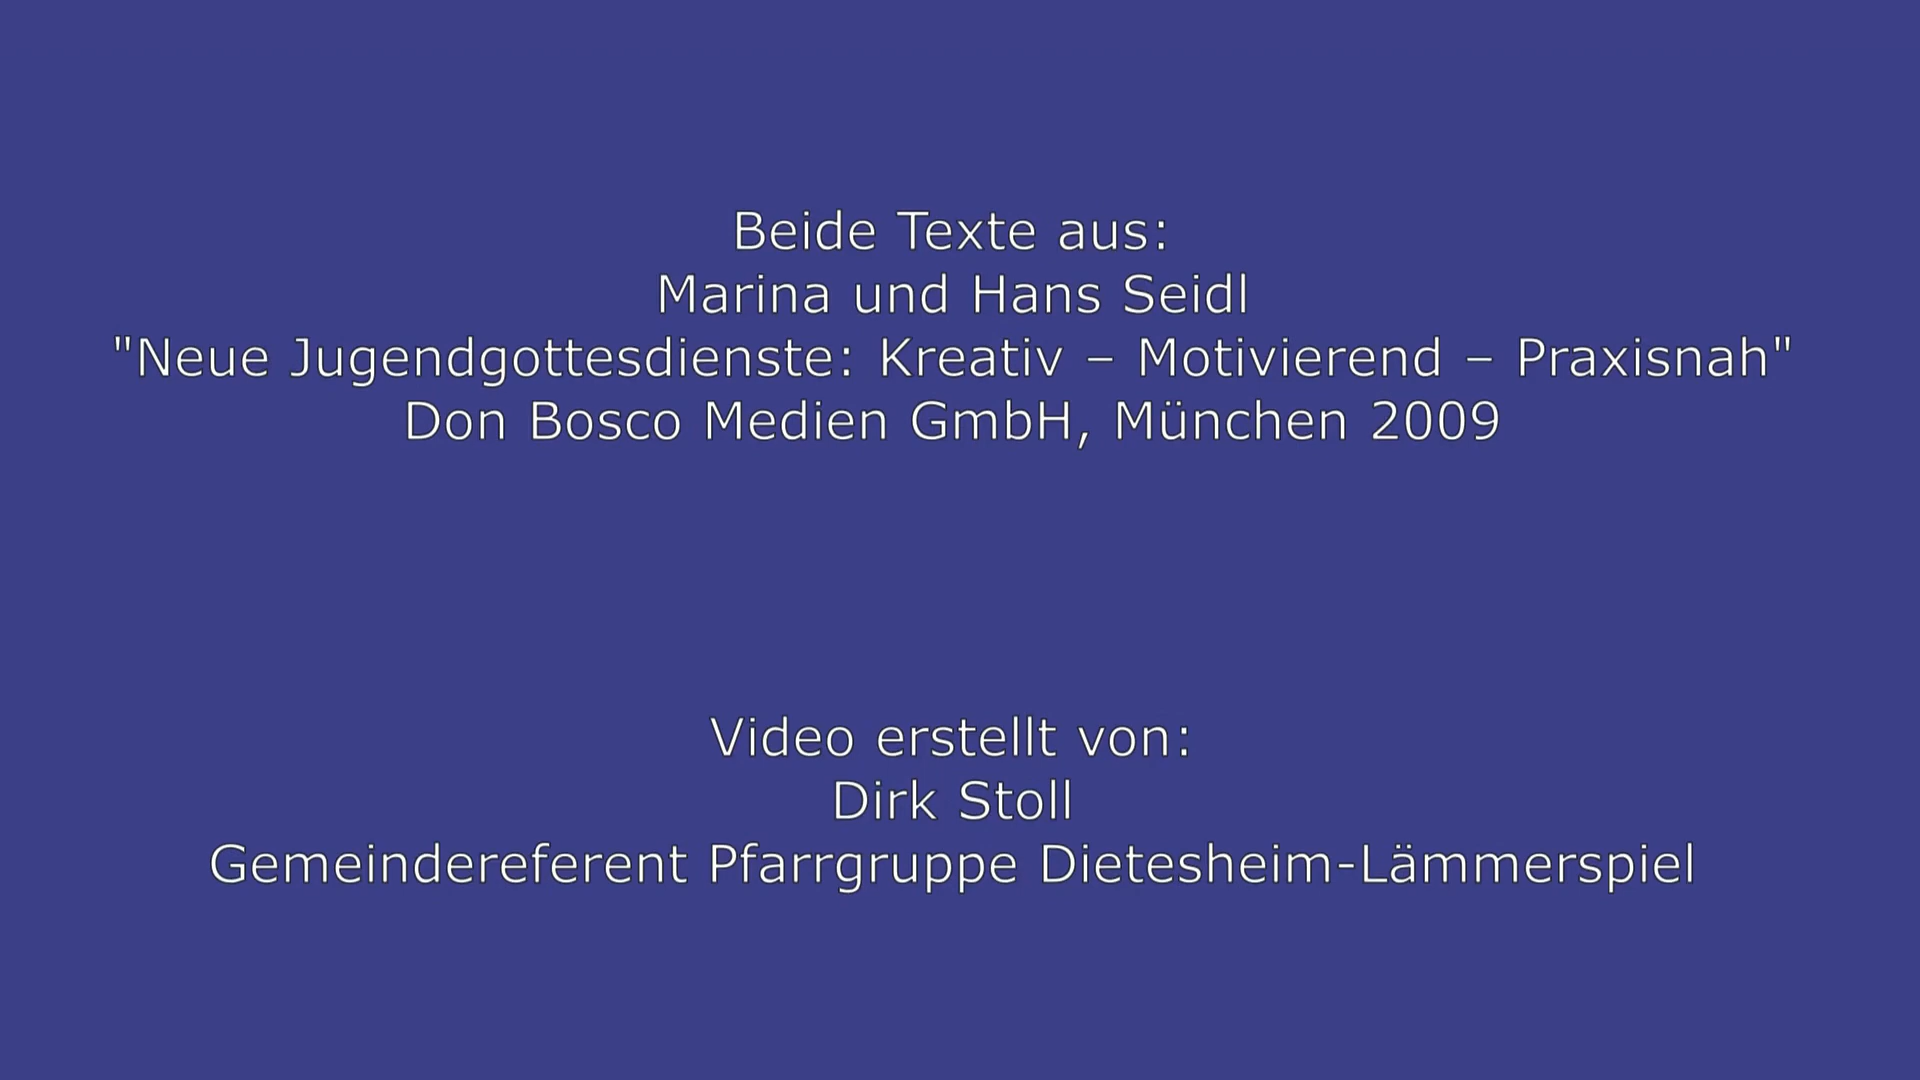 Beide Texte aus:
Marina und Hans Seidl
"Neue Jugendgottesdienste: Kreativ – Motivierend – Praxisnah"
Don Bosco Medien GmbH, München 2009
Video erstellt von:
Dirk Stoll
Gemeindereferent Pfarrgruppe Dietesheim-Lämmerspiel